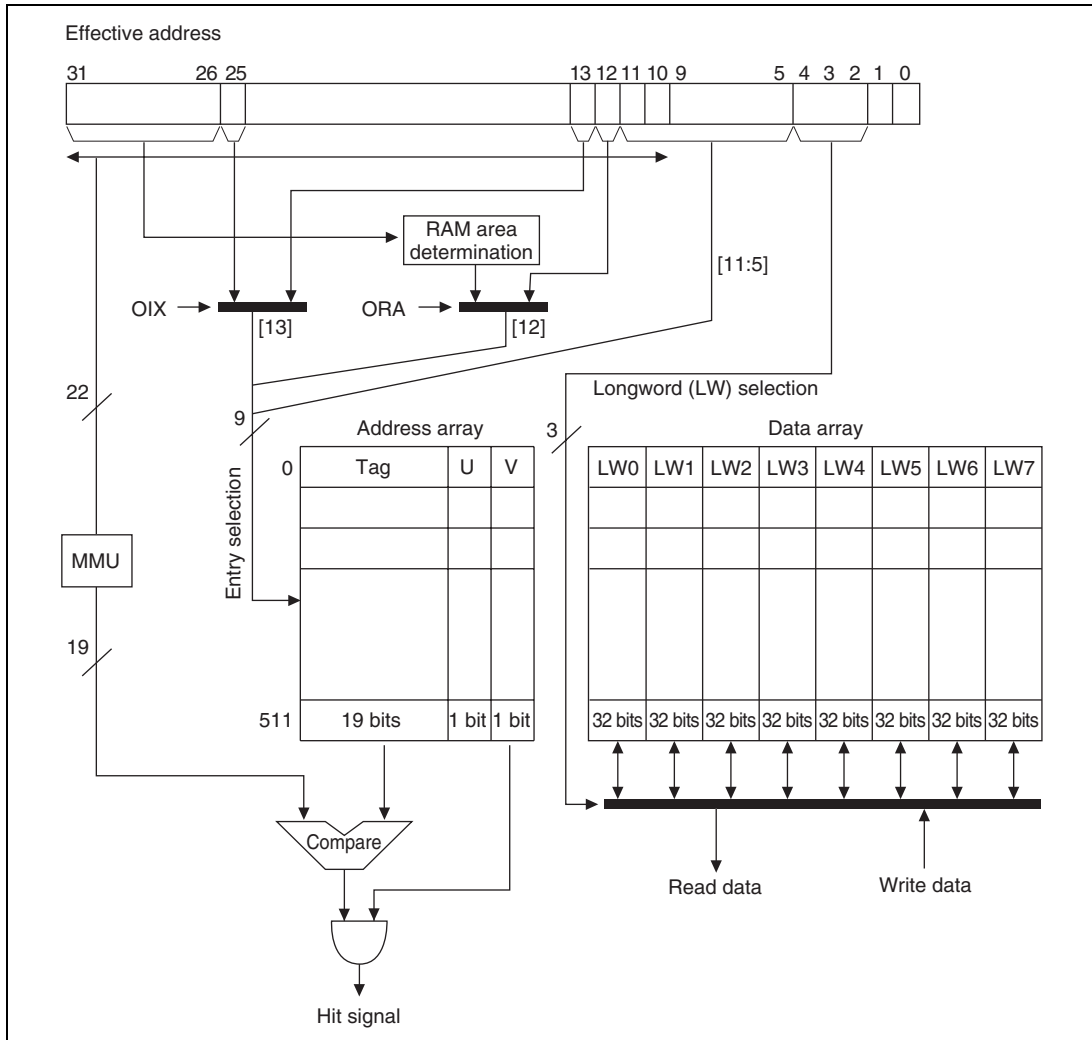 Effective address
31 26 25 13 12 11 10 9 5 4 3 2 1 0
RAM area
determination
[11:5]
OIX
ORA
[13]
[12]
22
Longword (LW) selection
9
3
Entry selection
Address array
Data array
0 Tag U V
LW0 LW1 LW2 LW3 LW4 LW5 LW6 LW7
MMU
19
511 19 bits 1 bit 1 bit
32 bits 32 bits 32 bits 32 bits 32 bits 32 bits 32 bits 32 bits
Compare
Read data
Write data
Hit signal